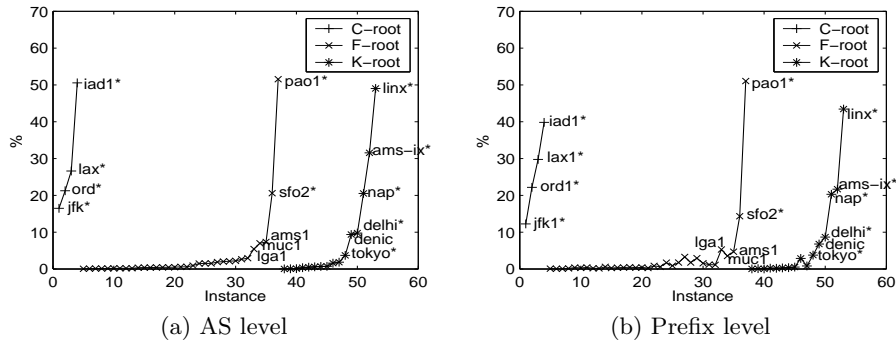 70
60
50
40
30
20
10
0
%
C-root
F-root
K-root
iad1*
lax*
ord*
jfk*
pao1*
sfo2*
ams1
muc1
lga1
linx*
ams-ix*
nap*
delhi*
denic
tokyo*
0 10 20 30 40 50 60
Instance
(a) AS level
70
60
50
40
30
20
10
0
%
C-root
F-root
K-root
iad1*
lax1*
ord1*
jfk1*
pao1*
sfo2*
lga1
ams1
muc1
linx*
ams-ix*
nap*
delhi*
denic
tokyo*
0 10 20 30 40 50 60
Instance
(b) Prefix level